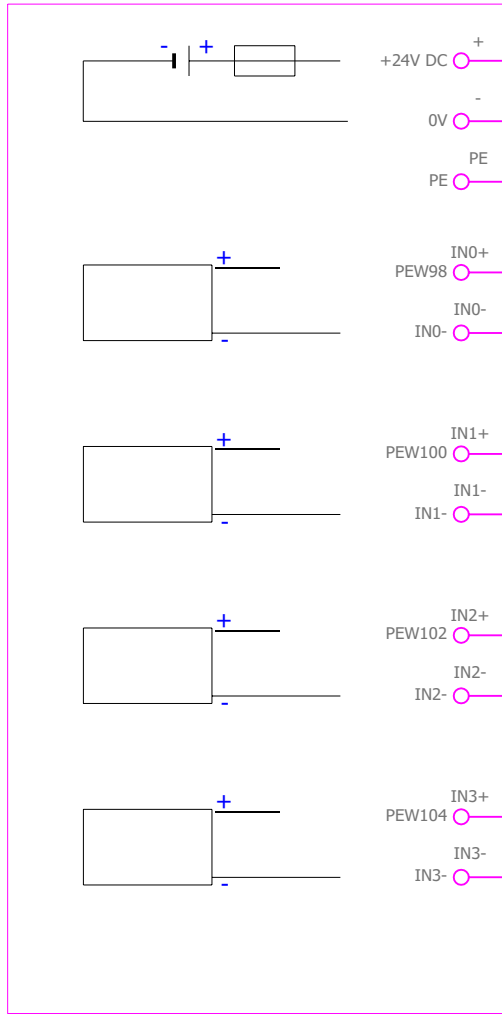 +
- +
+24V DC
-
0V
PE
PE
IN0+
+
PEW98
IN0-
IN0-
-
IN1+
+
PEW100
IN1-
IN1-
-
IN2+
+
PEW102
IN2-
IN2-
-
IN3+
+
PEW104
IN3-
IN3-
-